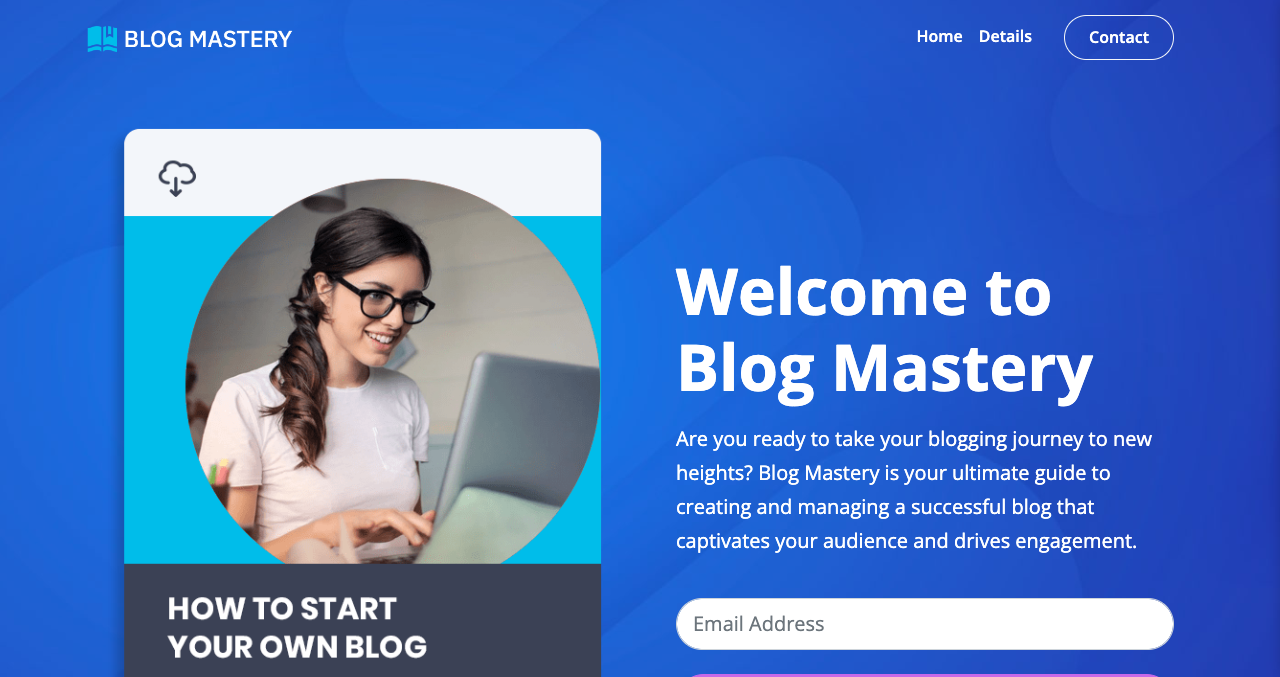 BLOG MASTERY
Home
Details
Contact
HOW TO START
YOUR OWN BLOG
Welcome to
Blog Mastery
Are you ready to take your blogging journey to new
heights? Blog Mastery is your ultimate guide to
creating and managing a successful blog that
captivates your audience and drives engagement.
Email Address